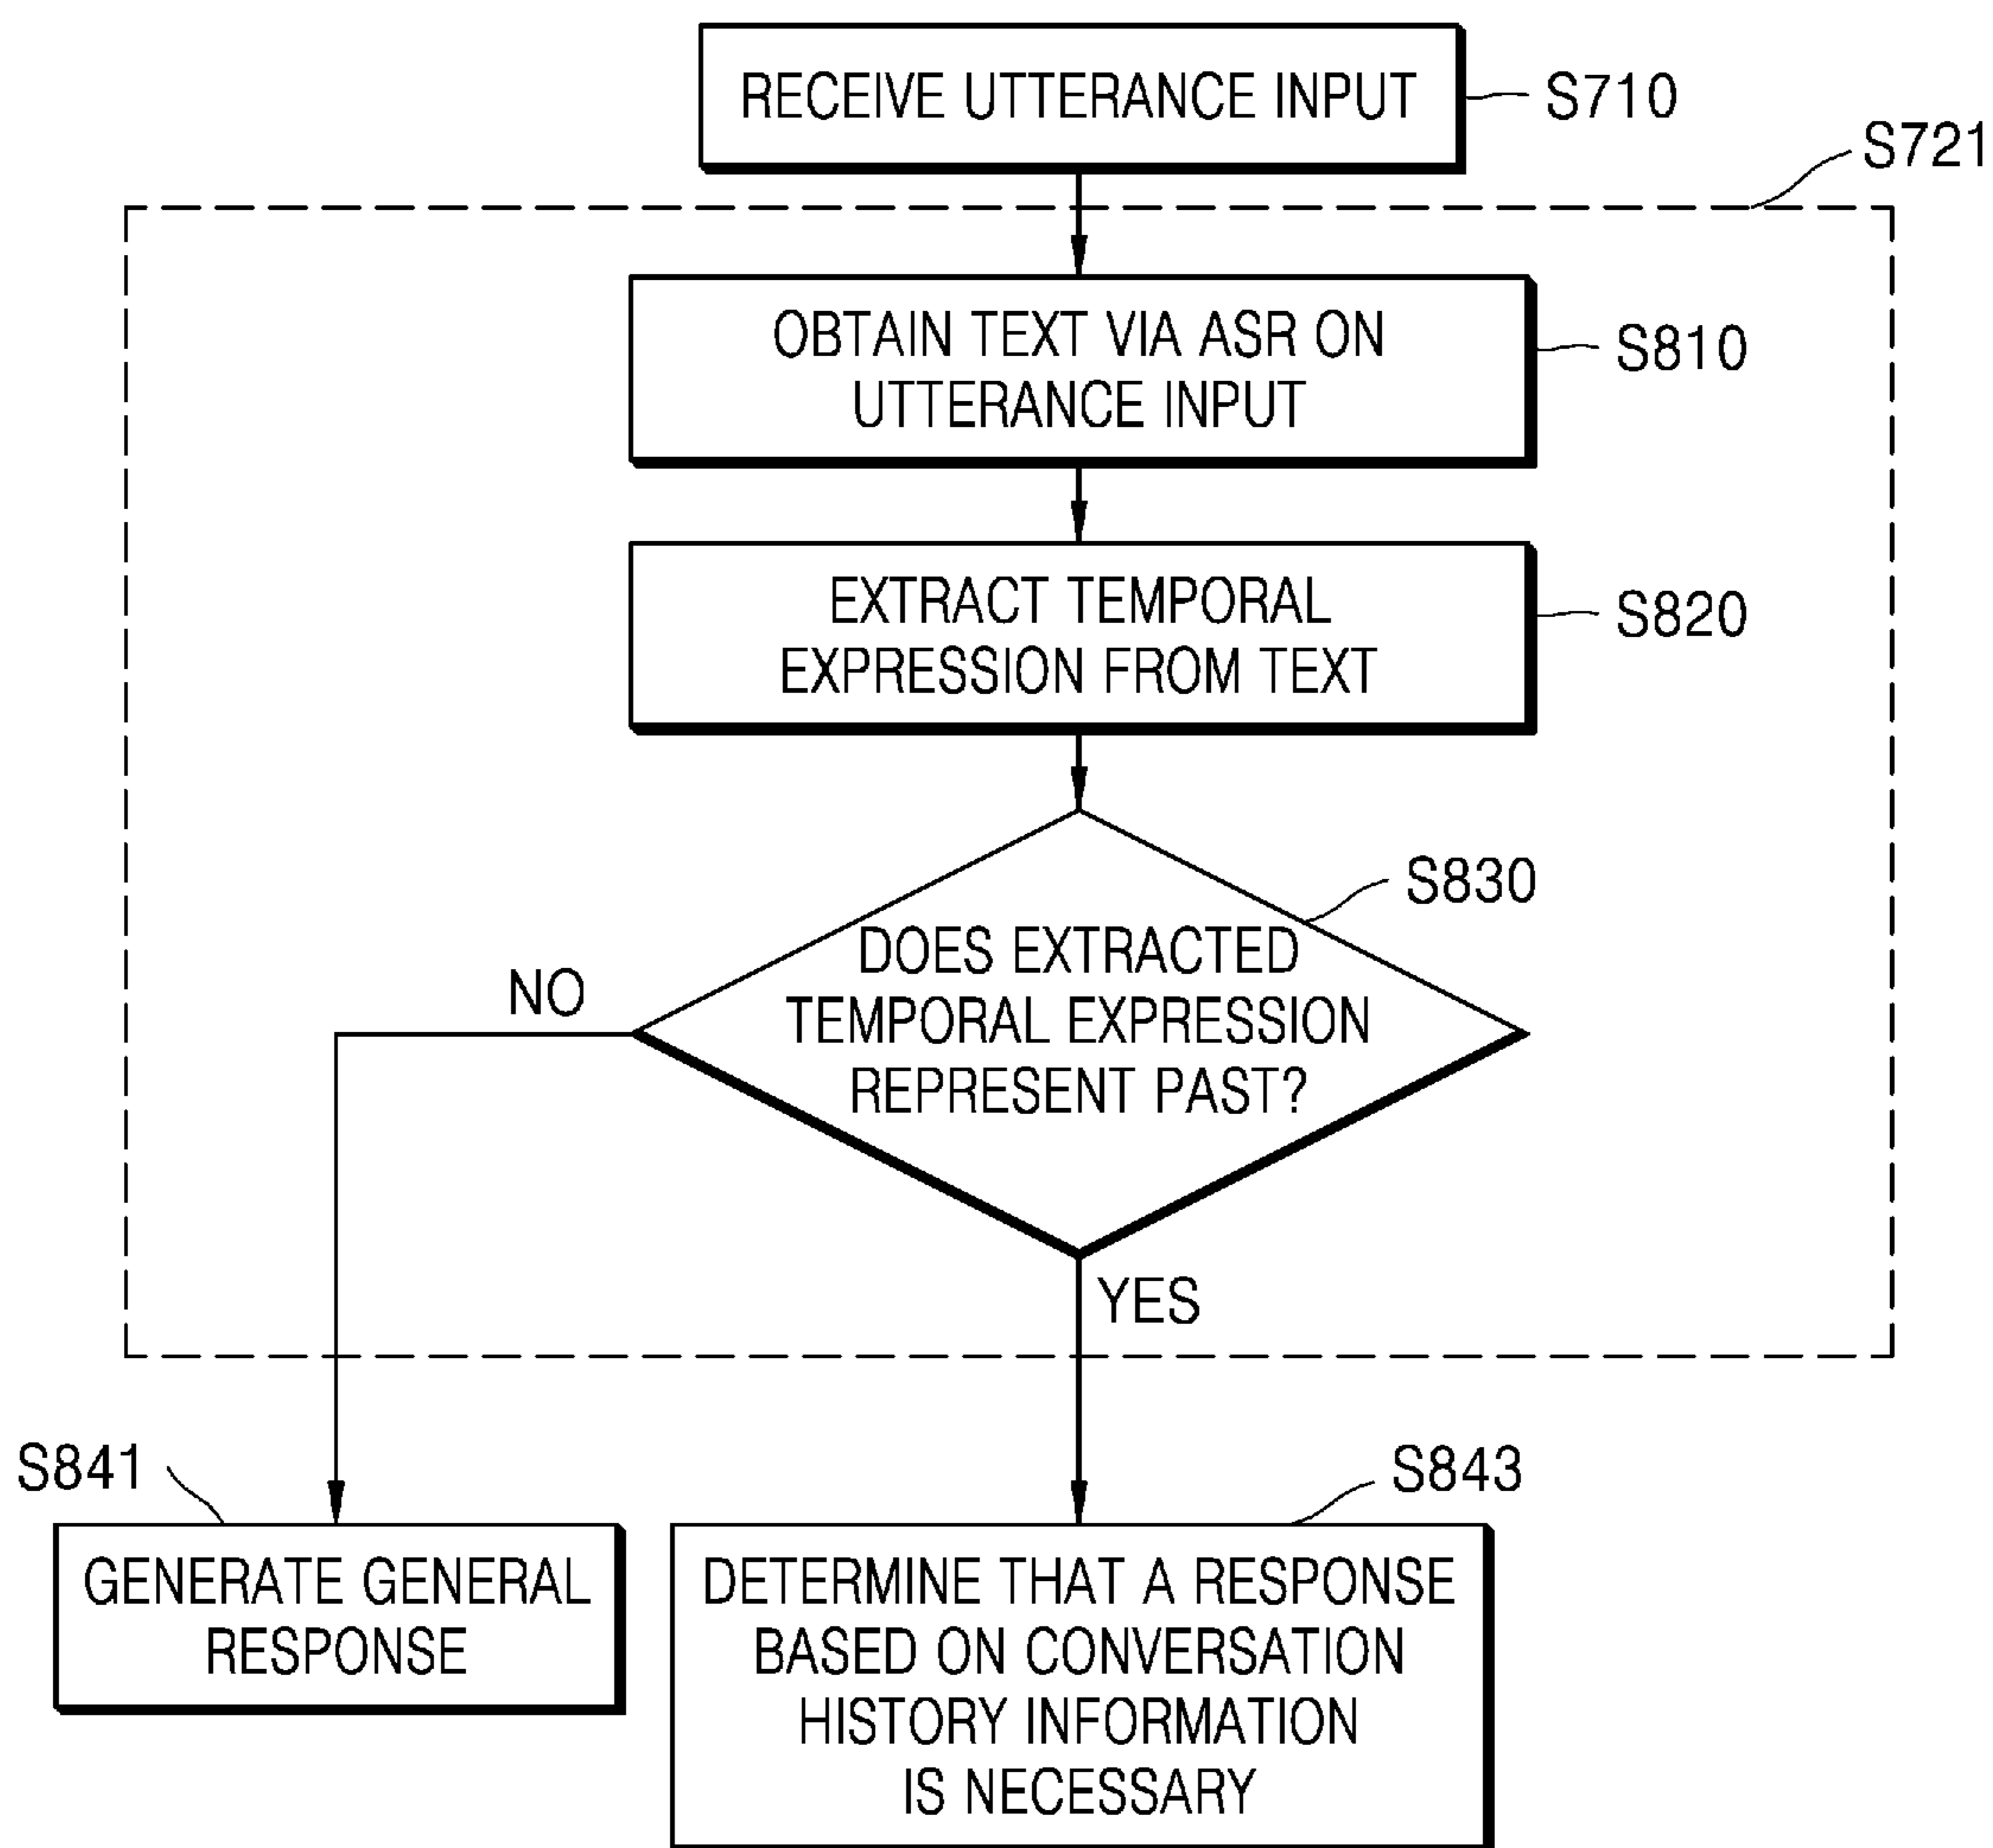 RECEIVE UTTERANCE INPUT
S710
S721
OBTAIN TEXT VIA ASR ON
UTTERANCE INPUT
S810
EXTRACT TEMPORAL
EXPRESSION FROM TEXT
S820
S830
DOES EXTRACTED
TEMPORAL EXPRESSION
REPRESENT PAST?
NO
YES
S841
GENERATE GENERAL
RESPONSE
S843
DETERMINE THAT A RESPONSE
BASED ON CONVERSATION
HISTORY INFORMATION
IS NECESSARY